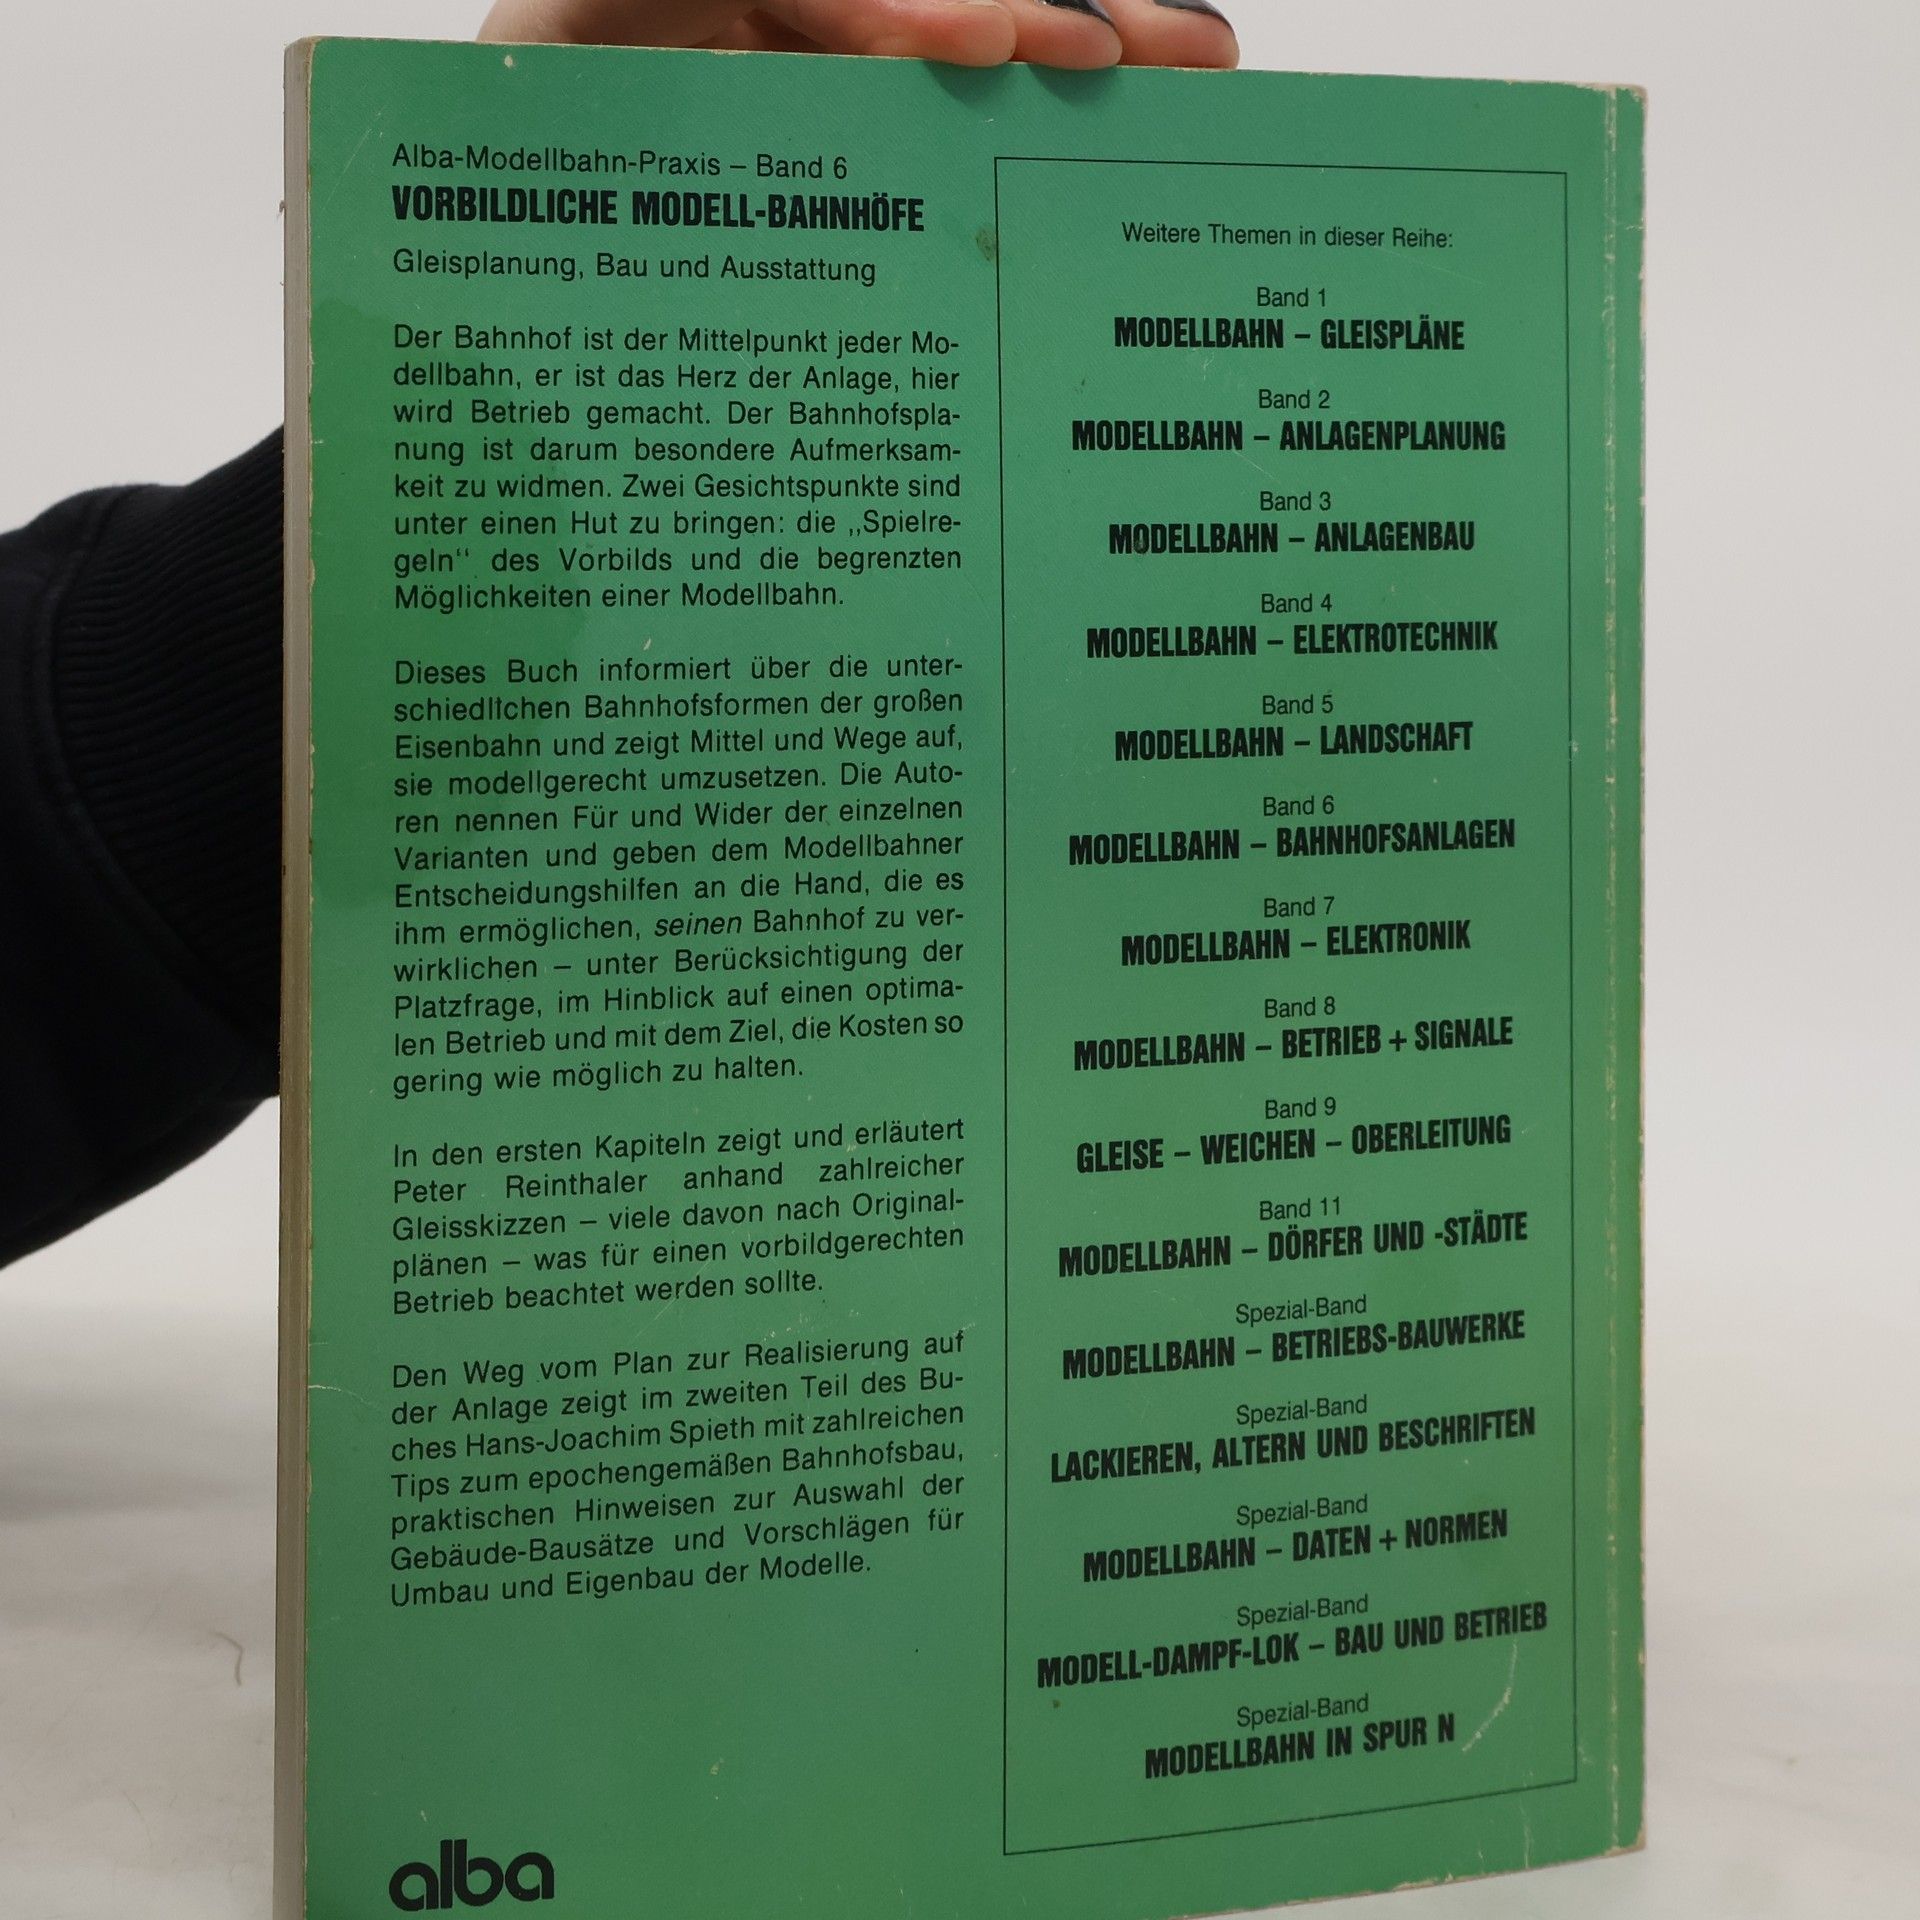 Alba-Modellbahn-Praxis – Band 6
VORBILDLICHE MODELL-BAHNHÖFE
Gleisplanung, Bau und Ausstattung
Der Bahnhof ist der Mittelpunkt jeder Mo-
dellbahn, er ist das Herz der Anlage, hier
wird Betrieb gemacht. Der Bahnhofspla-
nung ist darum besondere Aufmerksam-
keit zu widmen. Zwei Gesichtspunkte sind
unter einen Hut zu bringen: die „Spielre-
geln“ des Vorbilds und die begrenzten
Möglichkeiten einer Modellbahn.
Dieses Buch informiert über die unter-
schiedlichen Bahnhofsformen der großen
Eisenbahn und zeigt Mittel und Wege auf,
sie modellgerecht umzusetzen. Die Auto-
ren nennen Für und Wider der einzelnen
Varianten und geben dem Modellbahner
Entscheidungshilfen an die Hand, die es
ihm ermöglichen, seinen Bahnhof zu ver-
wirklichen – unter Berücksichtigung der
Platzfrage, im Hinblick auf einen optima-
len Betrieb und mit dem Ziel, die Kosten so
gering wie möglich zu halten.
In den ersten Kapiteln zeigt und erläutert
Peter Reinthaler anhand zahlreicher
Gleisskizzen – viele davon nach Original-
plänen – was für einen vorbildgerechten
Betrieb beachtet werden sollte.
Den Weg vom Plan zur Realisierung auf
der Anlage zeigt im zweiten Teil des Bu-
ches Hans-Joachim Spieth mit zahlreichen
Tips zum epochengemäßen Bahnhofsbau,
praktischen Hinweisen zur Auswahl der
Gebäude-Bausätze und Vorschlägen für
Umbau und Eigenbau der Modelle.
alba
Weitere Themen in dieser Reihe:
Band 1
MODELLBAHN – GLEISPLÄNE
Band 2
MODELLBAHN – ANLAGENPLANUNG
Band 3
MODELLBAHN – ANLAGENBAU
Band 4
MODELLBAHN – ELEKTROTECHNIK
Band 5
MODELLBAHN – LANDSCHAFT
Band 6
MODELLBAHN – BAHNHOFSANLAGEN
Band 7
MODELLBAHN – ELEKTRONIK
Band 8
MODELLBAHN – BETRIEB + SIGNALE
Band 9
GLEISE – WEICHEN – OBERLEITUNG
Band 11
MODELLBAHN – DÖRFER UND -STÄDTE
Spezial-Band
MODELLBAHN – BETRIEBS-BAUWERKE
Spezial-Band
LACKIEREN, ALTERN UND BESCHRIFTEN
Spezial-Band
MODELLBAHN – DATEN + NORMEN
Spezial-Band
MODELL-DAMPF-LOK – BAU UND BETRIEB
Spezial-Band
MODELLBAHN IN SPUR N